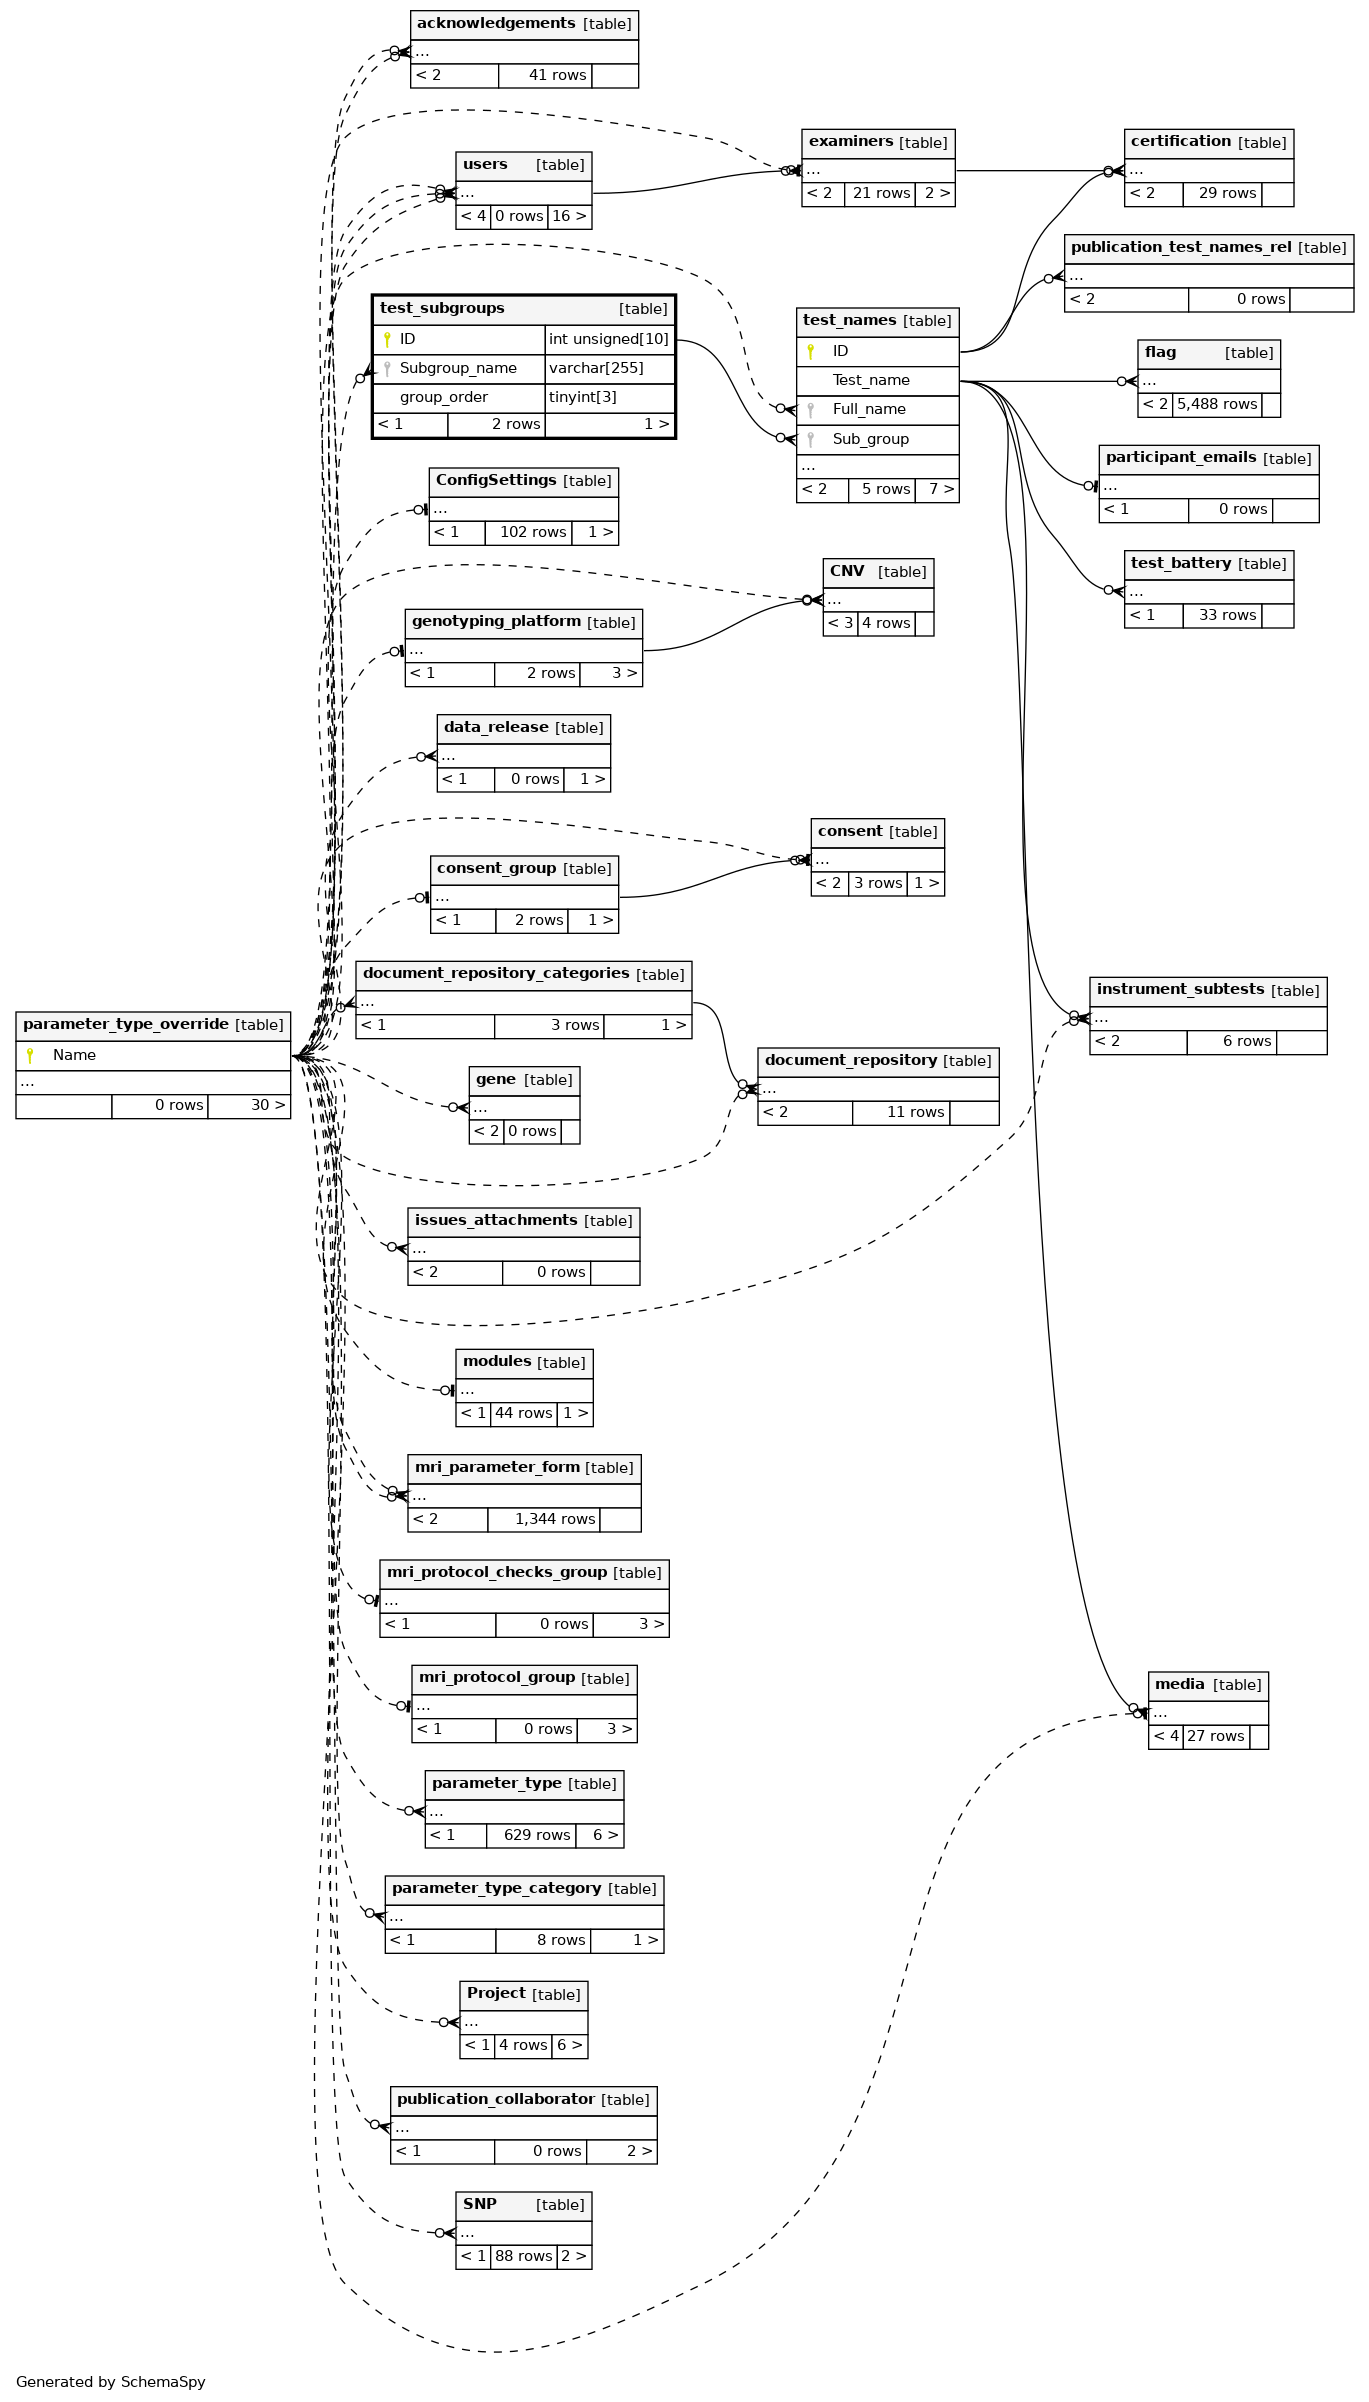 acknowledgements [table]
...
< 2 41 rows
users [table]
...
< 4 0 rows 16 >
examiners [table]
...
< 2 21 rows 2 >
certification [table]
...
< 2 29 rows
publication_test_names_rel [table]
...
< 2 0 rows
test_subgroups [table]
ID int unsigned[10]
Subgroup_name varchar[255]
group_order tinyint[3]
< 1 2 rows 1 >
test_names [table]
ID
Test_name
Full_name
Sub_group
...
< 2 5 rows 7 >
flag [table]
...
< 2 5,488 rows
participant_emails [table]
...
< 1 0 rows
test_battery [table]
...
< 1 33 rows
ConfigSettings [table]
...
< 1 102 rows 1 >
CNV [table]
...
< 3 4 rows
genotyping_platform [table]
...
< 1 2 rows 3 >
data_release [table]
...
< 1 0 rows 1 >
consent [table]
...
< 2 3 rows 1 >
consent_group [table]
...
< 1 2 rows 1 >
document_repository_categories [table]
...
< 1 3 rows 1 >
instrument_subtests [table]
...
< 2 6 rows
parameter_type_override [table]
Name
...
0 rows 30 >
document_repository [table]
...
< 2 11 rows
gene [table]
...
< 2 0 rows
issues_attachments [table]
...
< 2 0 rows
modules [table]
...
< 1 44 rows 1 >
mri_parameter_form [table]
...
< 2 1,344 rows
mri_protocol_checks_group [table]
...
< 1 0 rows 3 >
mri_protocol_group [table]
...
< 1 0 rows 3 >
media [table]
...
< 4 27 rows
parameter_type [table]
...
< 1 629 rows 6 >
parameter_type_category [table]
...
< 1 8 rows 1 >
Project [table]
...
< 1 4 rows 6 >
publication_collaborator [table]
...
< 1 0 rows 2 >
SNP [table]
...
< 1 88 rows 2 >
Generated by SchemaSpy